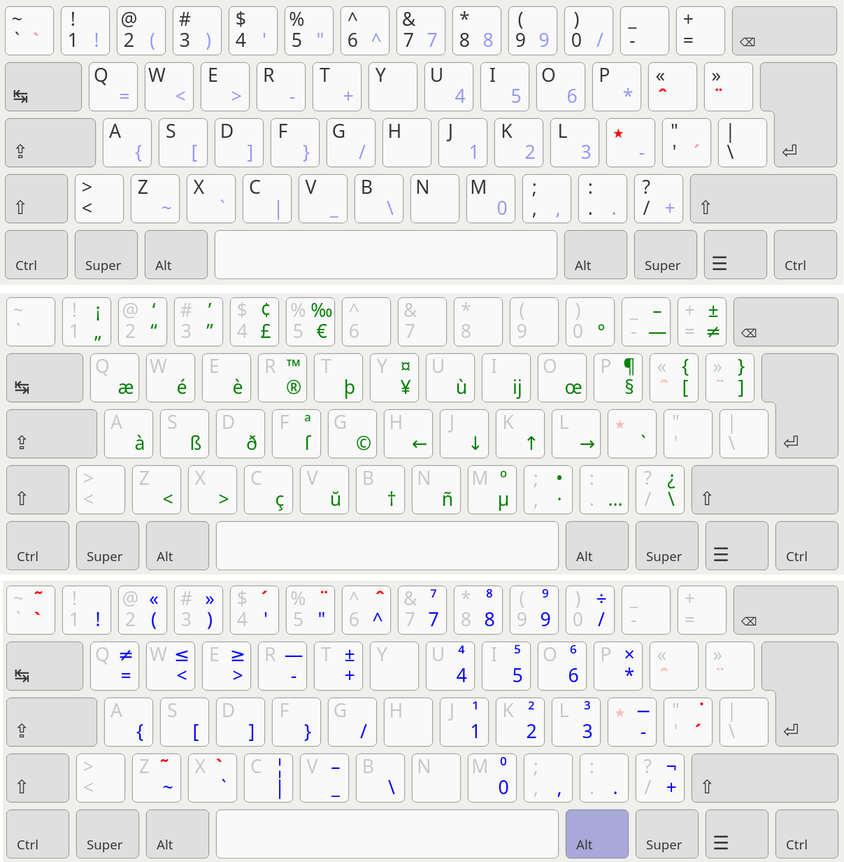 ~ ` ` ! 1 ! @ 2 ( # 3 ) $ 4 ' % 5 " ^ 6 ^ & 7 7 * 8 8 ( 9 9 ) 0 / _ - + = ⌫
↹ Q = W < E > R - T + Y U 4 I 5 O 6 P * « ˆ » ¨
⇪ A { S [ D ] F } G / H J 1 K 2 L 3 ★ - " ' ´ | \ ⏎
⇧ > < Z ~ X ` C | V _ B \ N M 0 ; , , : . . ? / + ⇧
Ctrl Super Alt Alt Super ☰ Ctrl
~ ` ! 1 ¡ „ @ 2 ‘ “ # 3 ’ ” $ 4 ¢ £ % 5 ‰ € ^ 6 & 7 * 8 ( 9 ) 0 ° _ - – — + = ± ≠ ⌫
↹ Q æ W é E è R ™ ® T þ Y ¤ ¥ U ù I ij O œ P ¶ § « ˆ { [ » ¨ } ]
⇪ A à S ß D ð F ª ſ G © H ← J ↓ K ↑ L → ★ ` " ' | \ ⏎
⇧ > < Z < X > C ç V ŭ B † N ñ M º µ ; , • · : . … ? / ¿ \ ⇧
Ctrl Super Alt Alt Super ☰ Ctrl
~ ` ˜ ` ! 1 ! @ 2 « ( # 3 » ) $ 4 ´ ' % 5 ¨ " ^ 6 ˆ ^ & 7 ⁷ 7 * 8 ⁸ 8 ( 9 ⁹ 9 ) 0 ÷ / _ - + = ⌫
↹ Q ≠ = W ≤ < E ≥ > R — - T ± + Y U ⁴ 4 I ⁵ 5 O ⁶ 6 P × * « ˆ » ¨
⇪ A { S [ D ] F } G / H J ¹ 1 K ² 2 L ³ 3 ★ – - " ' ˙ ´ | \ ⏎
⇧ > < Z ˜ ~ X ` ` C ¦ | V – _ B \ N M ⁰ 0 ; , , : . . ? / ¬ + ⇧
Ctrl Super Alt Alt Super ☰ Ctrl